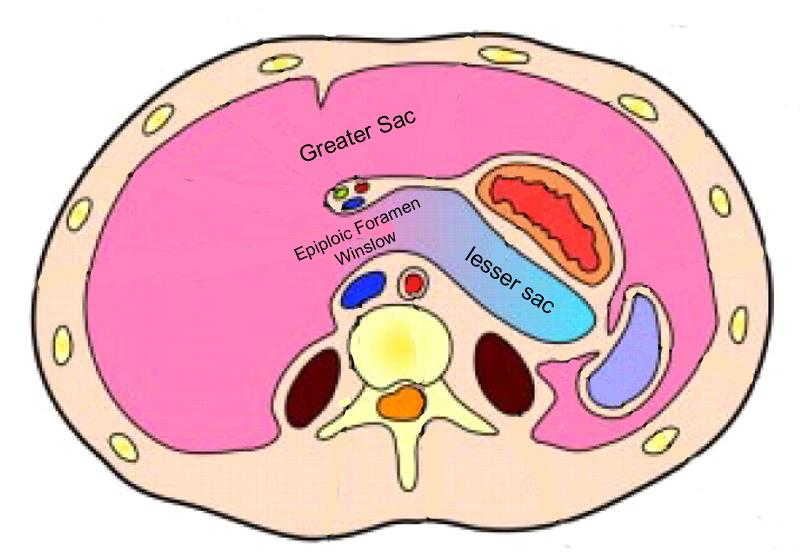 Greater Sac
Epiploic Foramen
Winslow
lesser sac